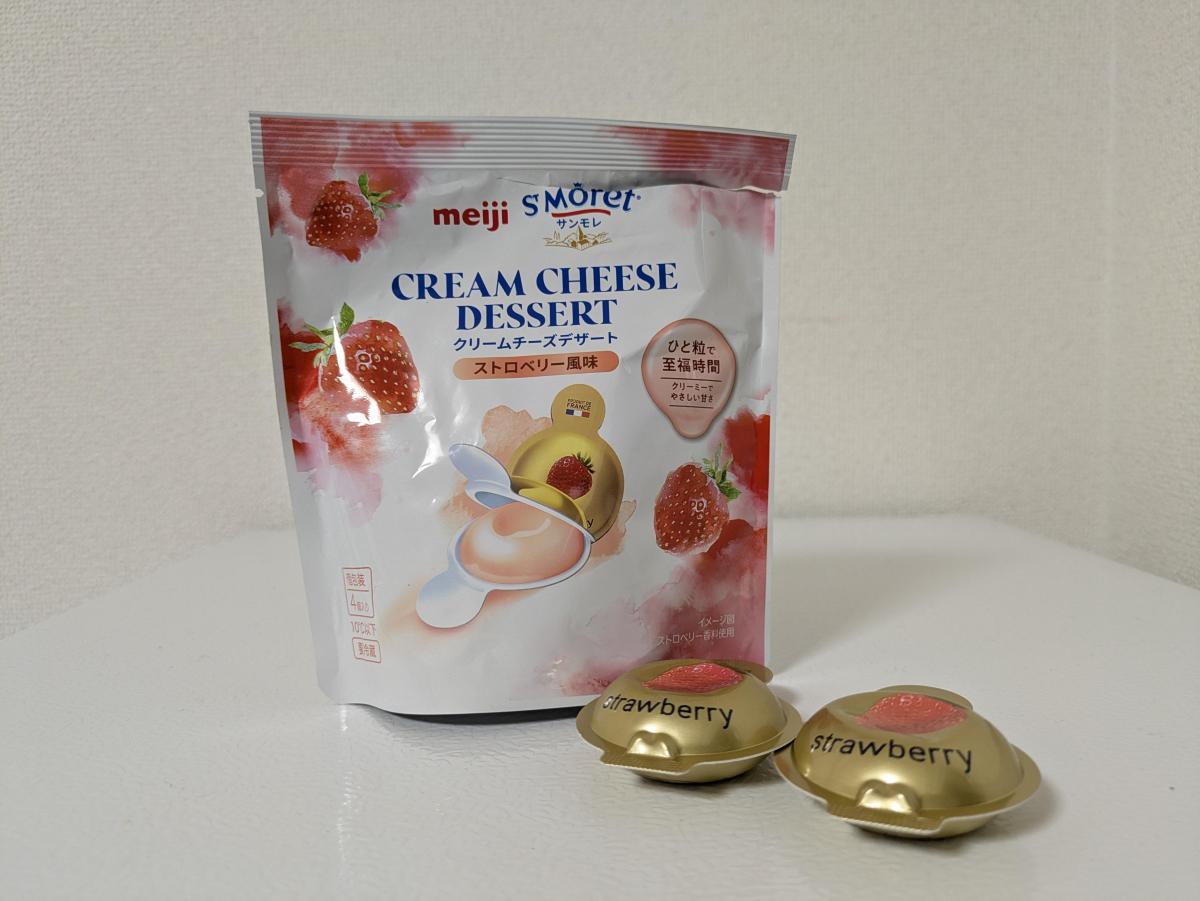 meiji St Môret®
サンモレ
CREAM CHEESE
DESSERT
クリームチーズデザート
ストロベリー風味
ひと粒で
至福時間
クリーミーで
やさしい甘さ
PRODUIT DE
FRANCE
y
個包装
4個入り
10℃以下
要冷蔵
イメージ図
ストロベリー香料使用
strawberry
strawberry